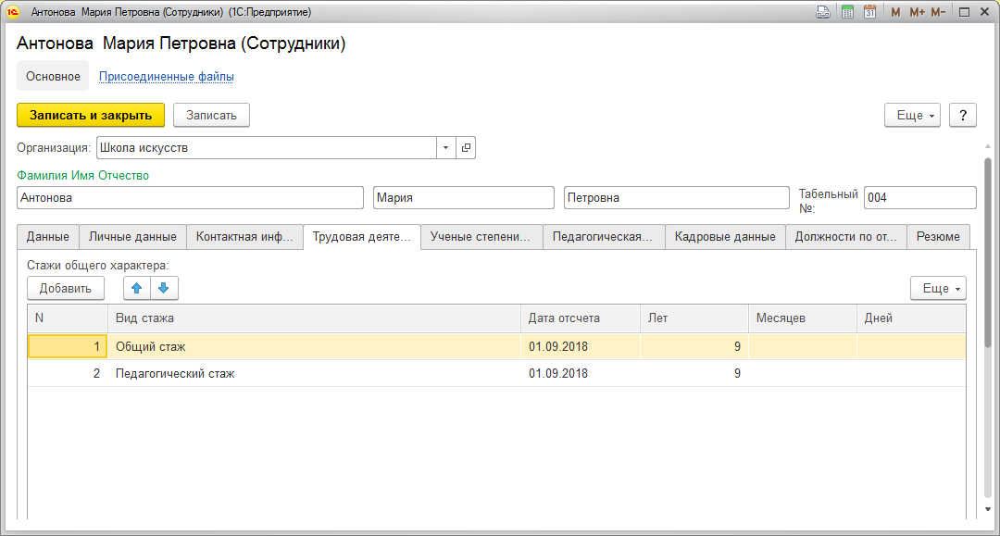 1С Антонова Мария Петровна (Сотрудники) (1С:Предприятие) 31 M M+ M-
Антонова Мария Петровна (Сотрудники)
Основное Присоединенные файлы
Записать и закрыть Записать Еще ?
Организация: Школа искусств
Фамилия Имя Отчество
Антонова Мария Петровна Табельный №: 004
Данные Личные данные Контактная инф... Трудовая деяте... Ученые степени... Педагогическая... Кадровые данные Должности по от... Резюме
Стажи общего характера:
Добавить Еще
N Вид стажа Дата отсчета Лет Месяцев Дней
1 Общий стаж 01.09.2018 9
2 Педагогический стаж 01.09.2018 9